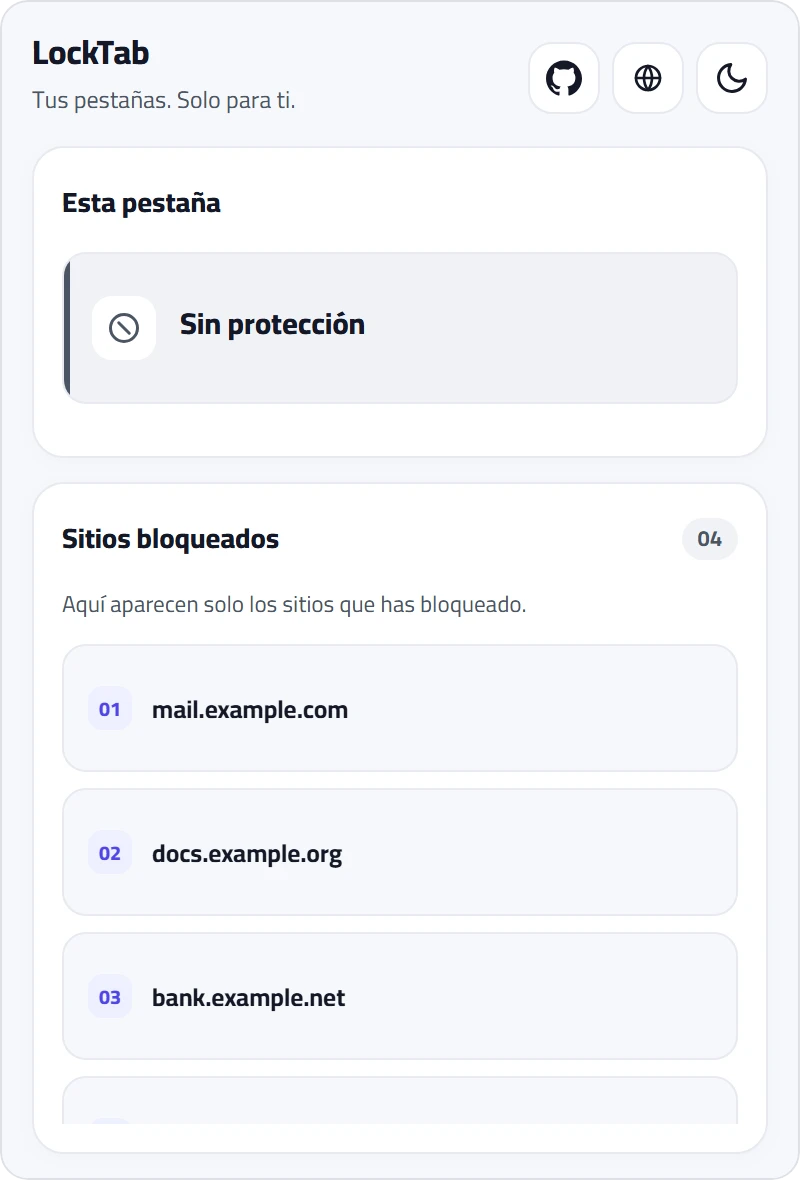 LockTab
Tus pestañas. Solo para ti.
Esta pestaña
Sin protección
Sitios bloqueados
04
Aquí aparecen solo los sitios que has bloqueado.
01
mail.example.com
02
docs.example.org
03
bank.example.net